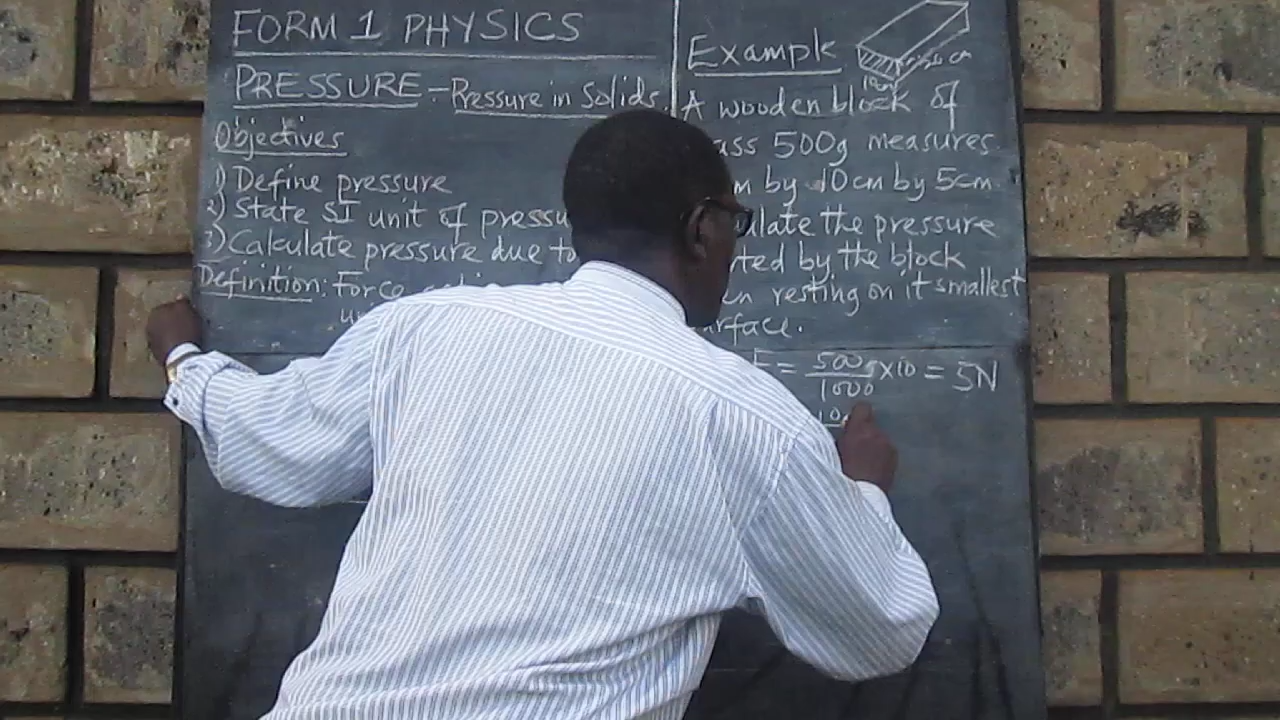 FORM 1 PHYSICS
PRESSURE - Pressure in Solids.
Objectives
1) Define pressure
2) State SI unit of pressu
3) Calculate pressure due to
Definition: Force
Example
A wooden block of
ass 500g measures
m by 10cm by 5cm
ulate the pressure
ted by the block
en resting on it smallest
urface.
F = 500/1000 x10 = 5N
10